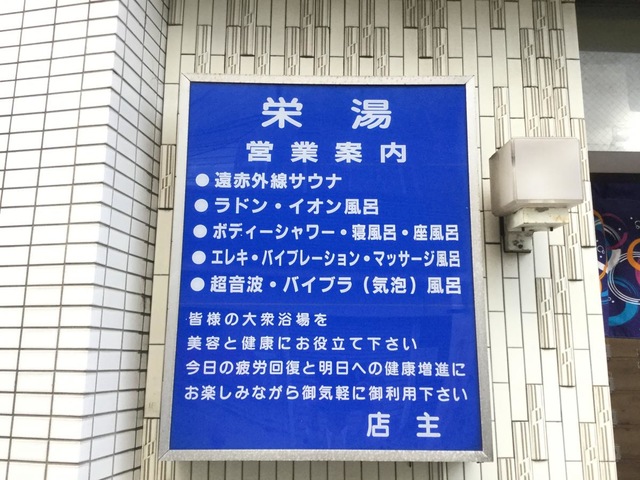 栄湯
営業案内
●遠赤外線サウナ
●ラドン・イオン風呂
●ボディーシャワー・寝風呂・座風呂
●エレキ・バイブレーション・マッサージ風呂
●超音波・バイブラ(気泡)風呂
皆様の大衆浴場を
美容と健康にお役立て下さい
今日の疲労回復と明日への健康増進に
お楽しみながら御気軽に御利用下さい
店主